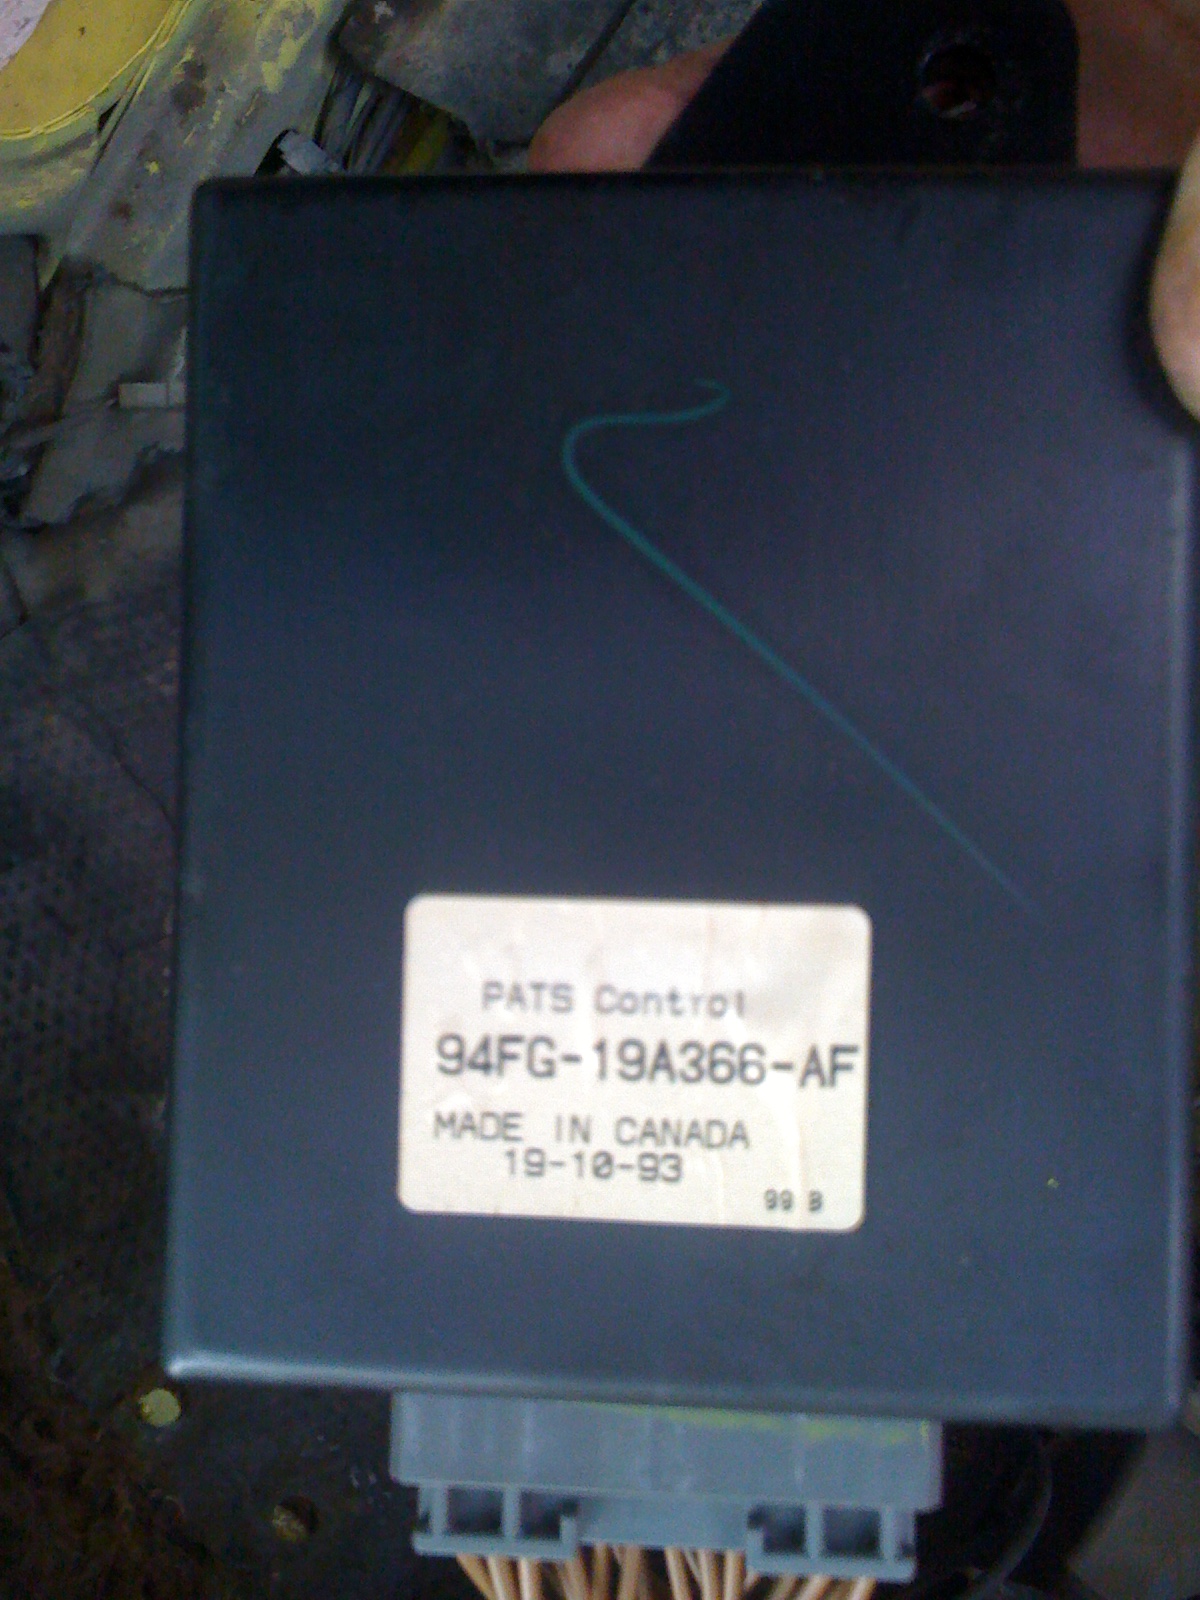 PATS Control
94FG-19A366-AF
MADE IN CANADA
19-10-93
99 B